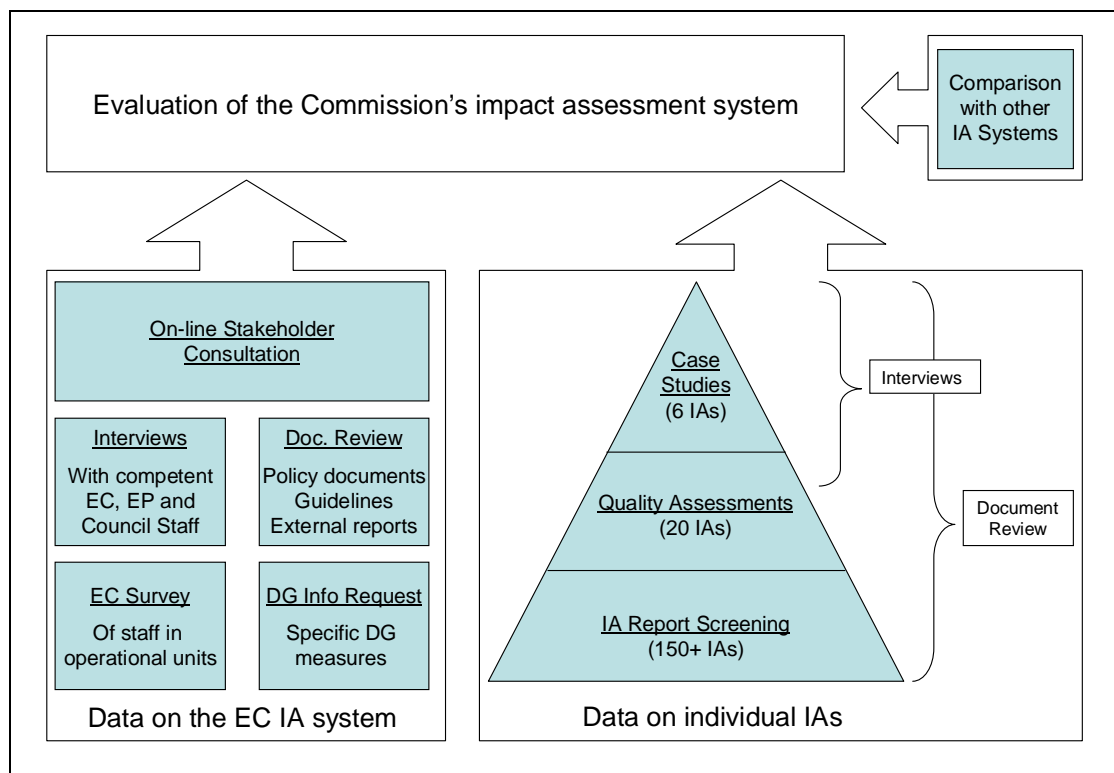 Evaluation of the Commission's impact assessment system
Comparison
with other
IA Systems
On-line Stakeholder
Consultation
Interviews
With competent
EC, EP and
Council Staff
Doc. Review
Policy documents
Guidelines
External reports
EC Survey
Of staff in
operational units
DG Info Request
Specific DG
measures
Data on the EC IA system
Case
Studies
(6 IAs)
Quality Assessments
(20 IAs)
IA Report Screening
(150+ IAs)
Interviews
Document
Review
Data on individual IAs